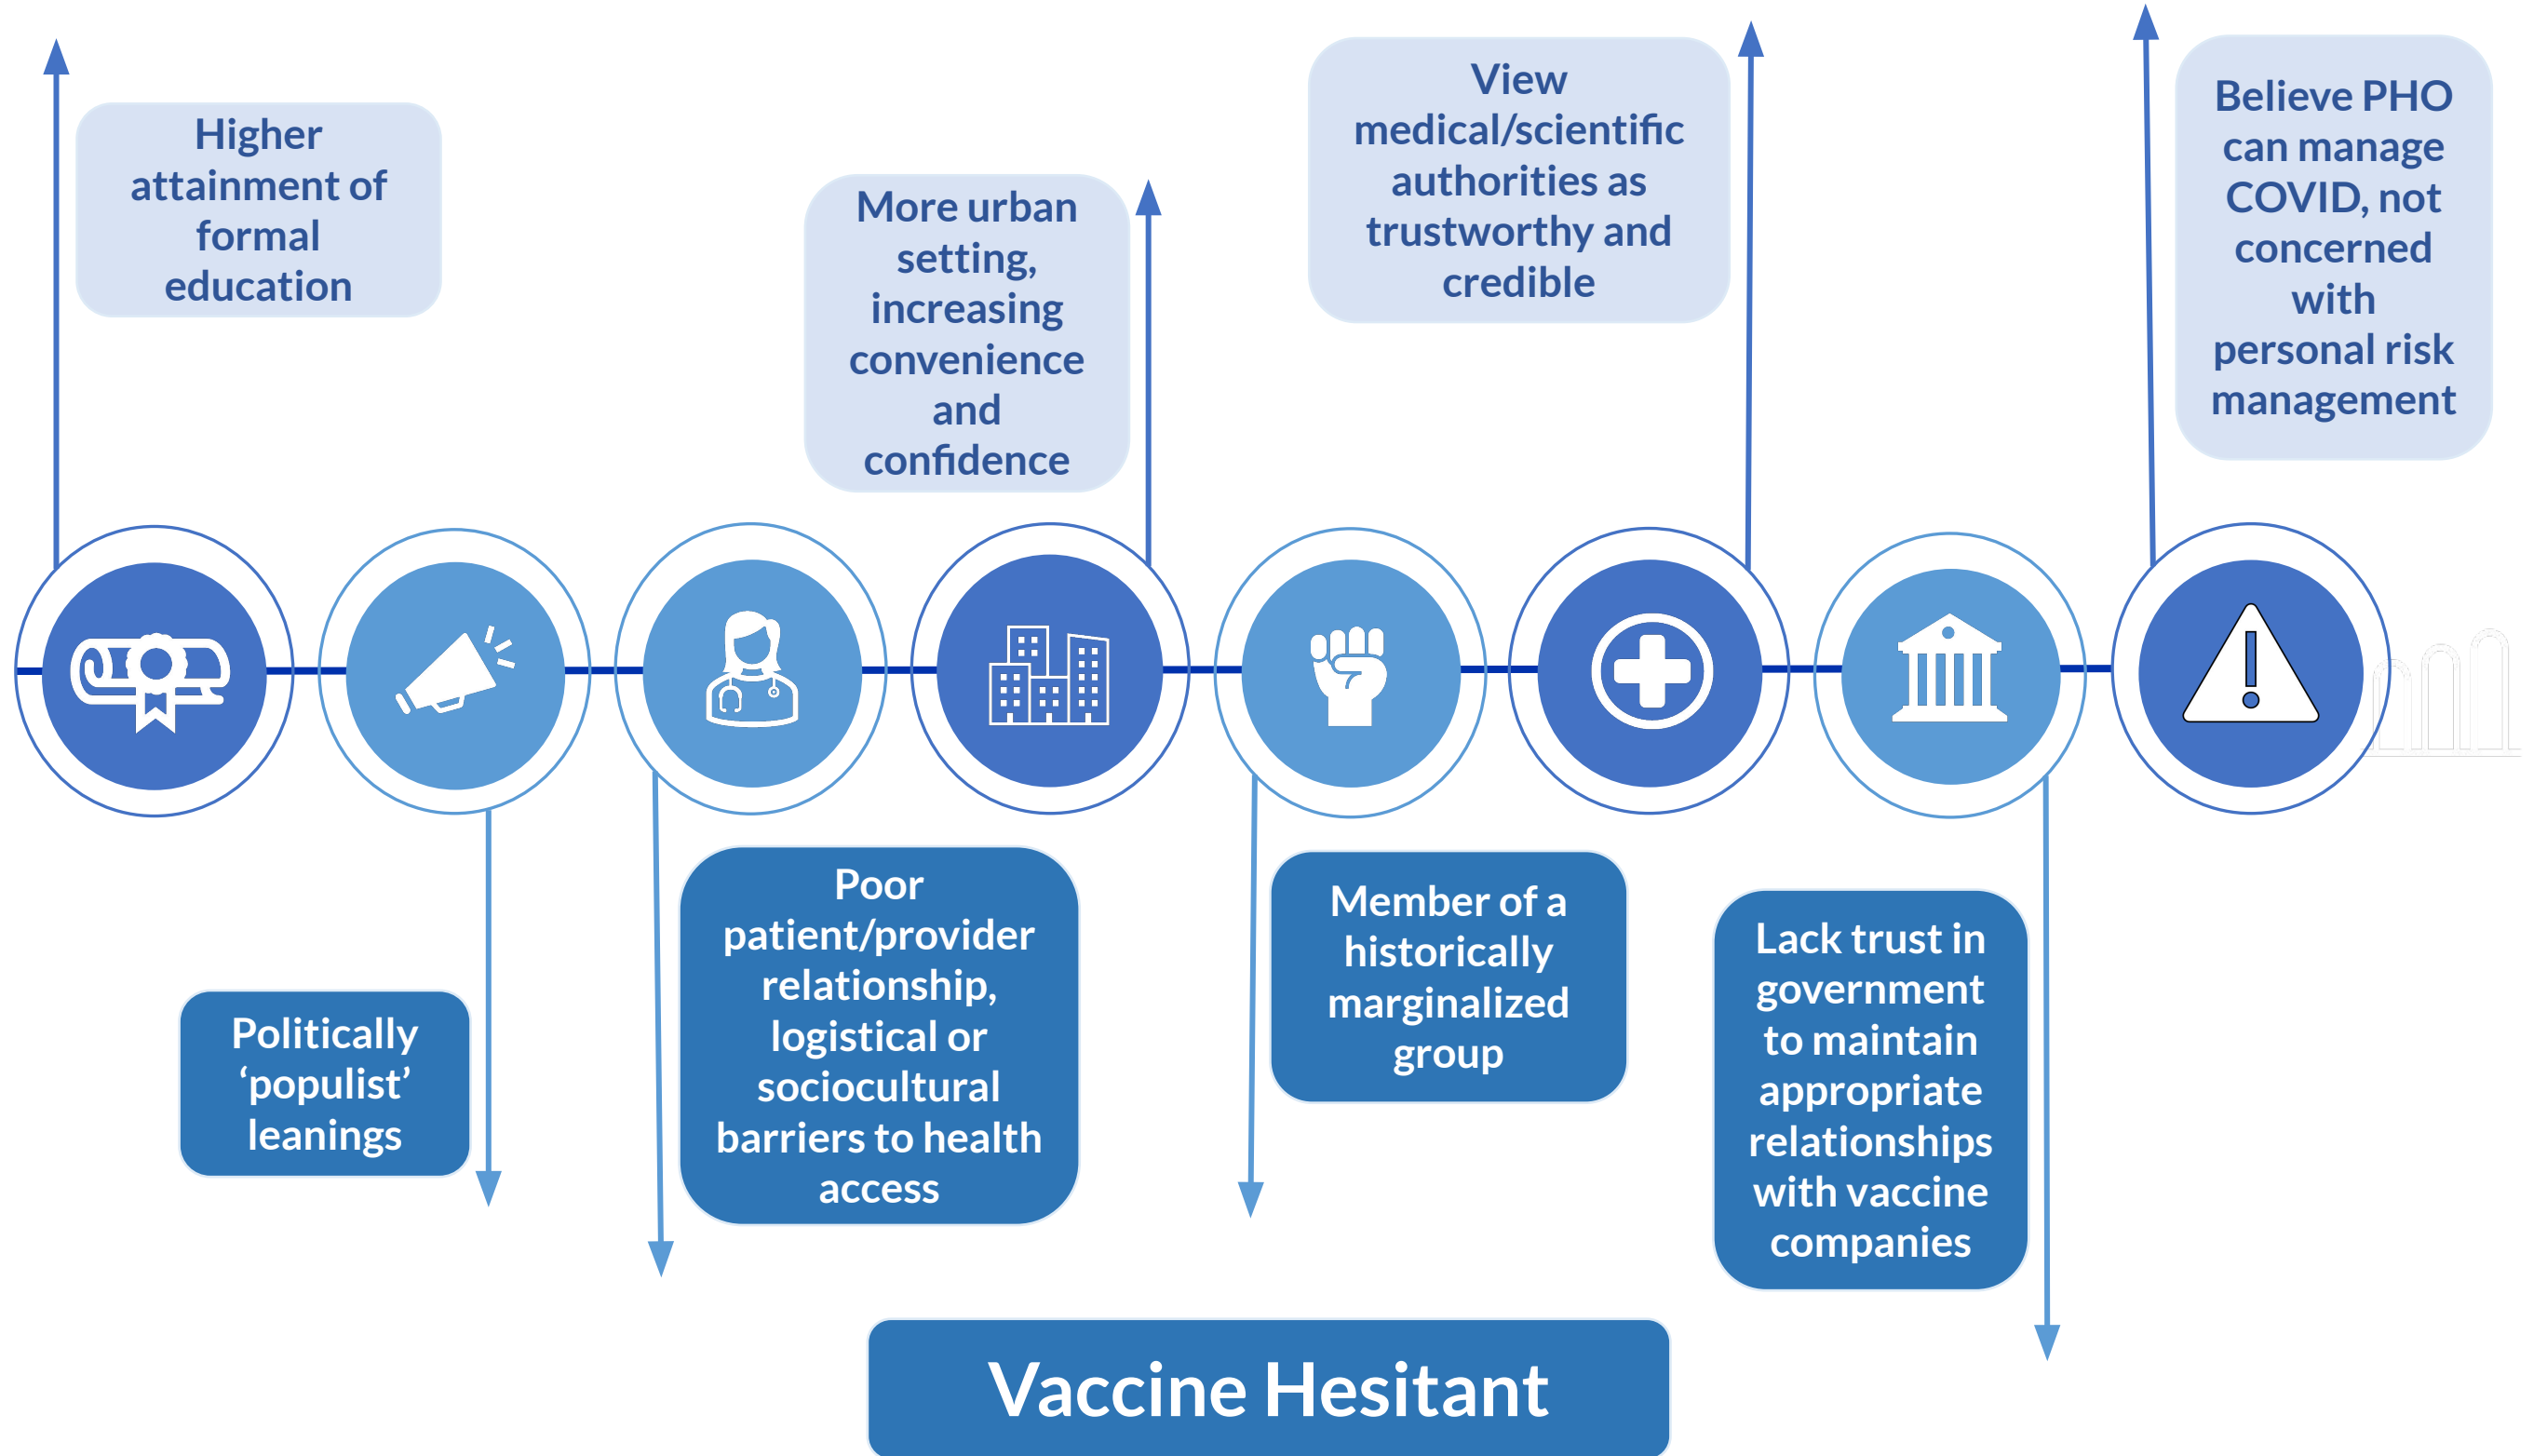 Higher
attainment of
formal
education
More urban
setting,
increasing
convenience
and
confidence
View
medical/scientific
authorities as
trustworthy and
credible
Believe PHO
can manage
COVID, not
concerned
with
personal risk
management
Politically
‘populist’
leanings
Poor
patient/provider
relationship,
logistical or
sociocultural
barriers to health
access
Member of a
historically
marginalized
group
Lack trust in
government
to maintain
appropriate
relationships
with vaccine
companies
Vaccine Hesitant